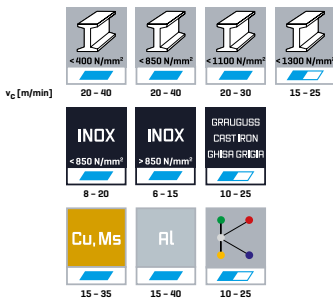 <400 N/mm² <850 N/mm² <1100 N/mm² <1300 N/mm²
vc [m/min] 20 – 40 20 – 40 20 – 30 15 – 25
INOX INOX GRAUGUSS
CAST IRON
GHISA GRIGIA
<850 N/mm² >850 N/mm²
8 – 20 6 – 15 10 – 25
Cu, Ms Al
15 – 35 15 – 40 10 – 25